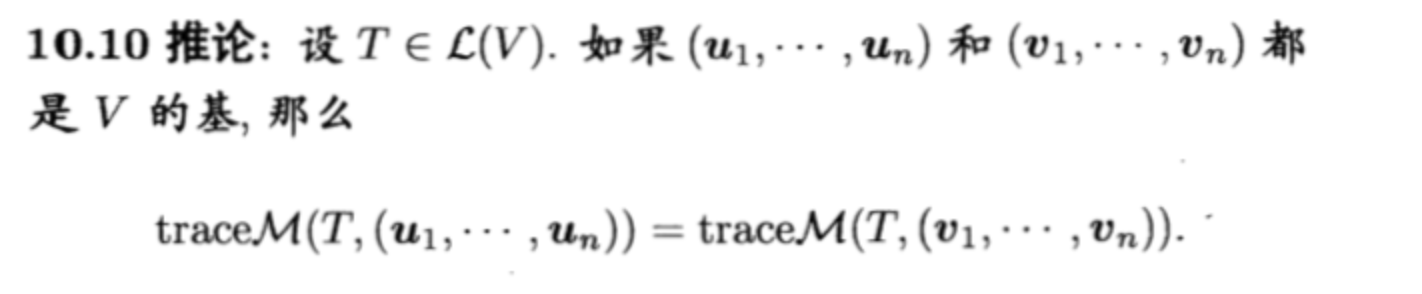 10.10 推论: 设 T ∈ ℒ(V). 如果 (u₁, ⋯ , uₙ) 和 (v₁, ⋯ , vₙ) 都
是 V 的基, 那么
traceℳ(T, (u₁, ⋯ , uₙ)) = traceℳ(T, (v₁, ⋯ , vₙ)).